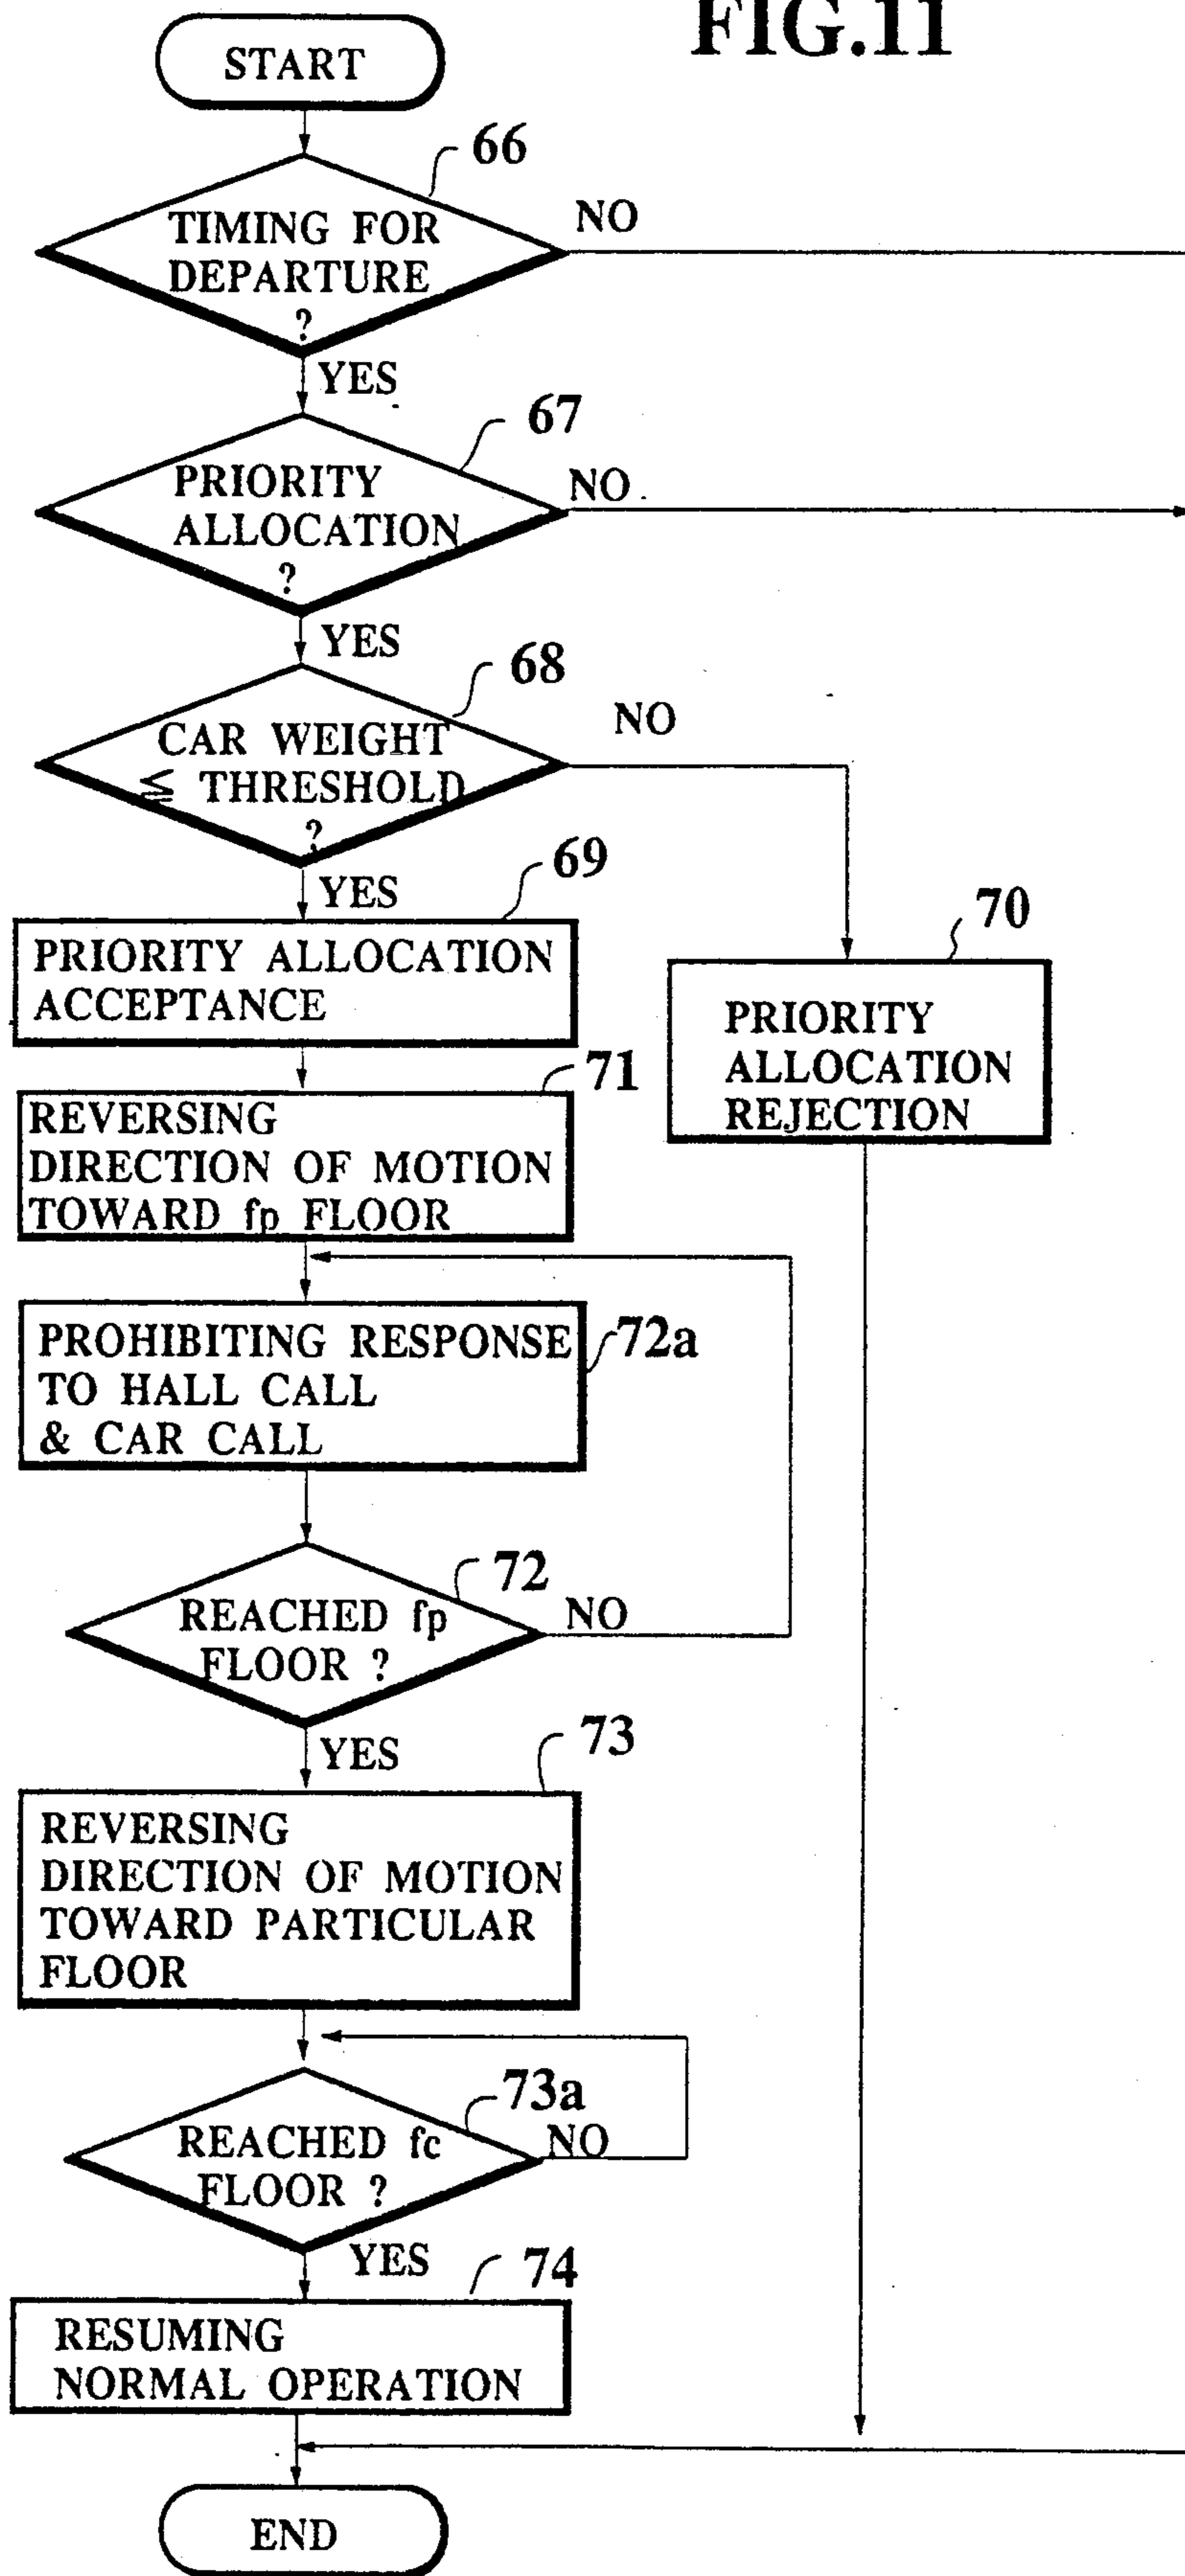 FIG.11
START
66
TIMING FOR
DEPARTURE
?
NO
YES
67
PRIORITY
ALLOCATION
?
NO
YES
68
CAR WEIGHT
≦ THRESHOLD
?
NO
YES
69
PRIORITY ALLOCATION
ACCEPTANCE
70
PRIORITY
ALLOCATION
REJECTION
71
REVERSING
DIRECTION OF MOTION
TOWARD fp FLOOR
72a
PROHIBITING RESPONSE
TO HALL CALL
& CAR CALL
72
REACHED fp
FLOOR ?
NO
YES
73
REVERSING
DIRECTION OF MOTION
TOWARD PARTICULAR
FLOOR
73a
REACHED fc
FLOOR ?
NO
YES
74
RESUMING
NORMAL OPERATION
END